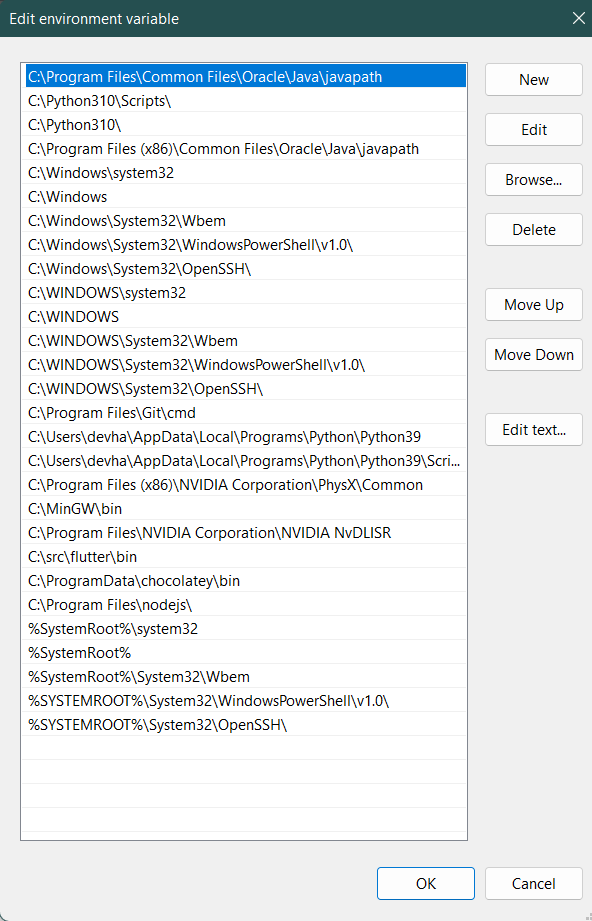 Edit environment variable
C:\Program Files\Common Files\Oracle\Java\javapath
C:\Python310\Scripts\
C:\Python310\
C:\Program Files (x86)\Common Files\Oracle\Java\javapath
C:\Windows\system32
C:\Windows
C:\Windows\System32\Wbem
C:\Windows\System32\WindowsPowerShell\v1.0\
C:\Windows\System32\OpenSSH\
C:\WINDOWS\system32
C:\WINDOWS
C:\WINDOWS\System32\Wbem
C:\WINDOWS\System32\WindowsPowerShell\v1.0\
C:\WINDOWS\System32\OpenSSH\
C:\Program Files\Git\cmd
C:\Users\devha\AppData\Local\Programs\Python\Python39
C:\Users\devha\AppData\Local\Programs\Python\Python39\Scri...
C:\Program Files (x86)\NVIDIA Corporation\PhysX\Common
C:\MinGW\bin
C:\Program Files\NVIDIA Corporation\NVIDIA NvDLISR
C:\src\flutter\bin
C:\ProgramData\chocolatey\bin
C:\Program Files\nodejs\
%SystemRoot%\system32
%SystemRoot%
%SystemRoot%\System32\Wbem
%SYSTEMROOT%\System32\WindowsPowerShell\v1.0\
%SYSTEMROOT%\System32\OpenSSH\
New
Edit
Browse...
Delete
Move Up
Move Down
Edit text...
OK
Cancel